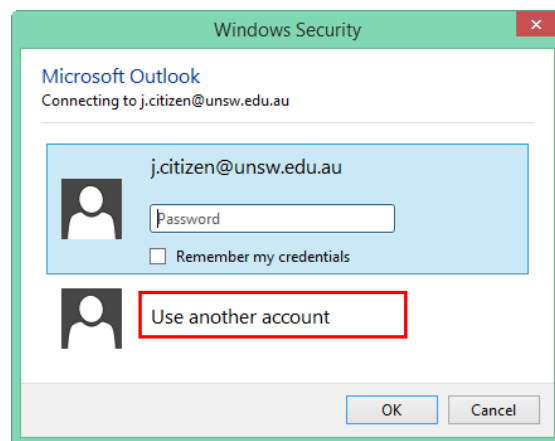 Windows Security
Microsoft Outlook
Connecting to j.citizen@unsw.edu.au
j.citizen@unsw.edu.au
Password
Remember my credentials
Use another account
OK
Cancel